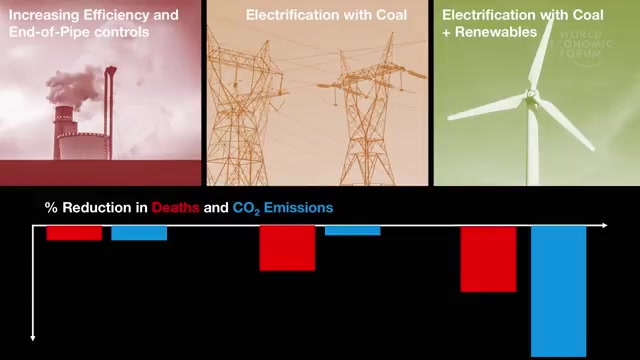 Increasing Efficiency and
End-of-Pipe controls
Electrification with Coal
Electrification with Coal
+ Renewables
WORLD
ECONOMIC
FORUM
% Reduction in Deaths and CO₂ Emissions